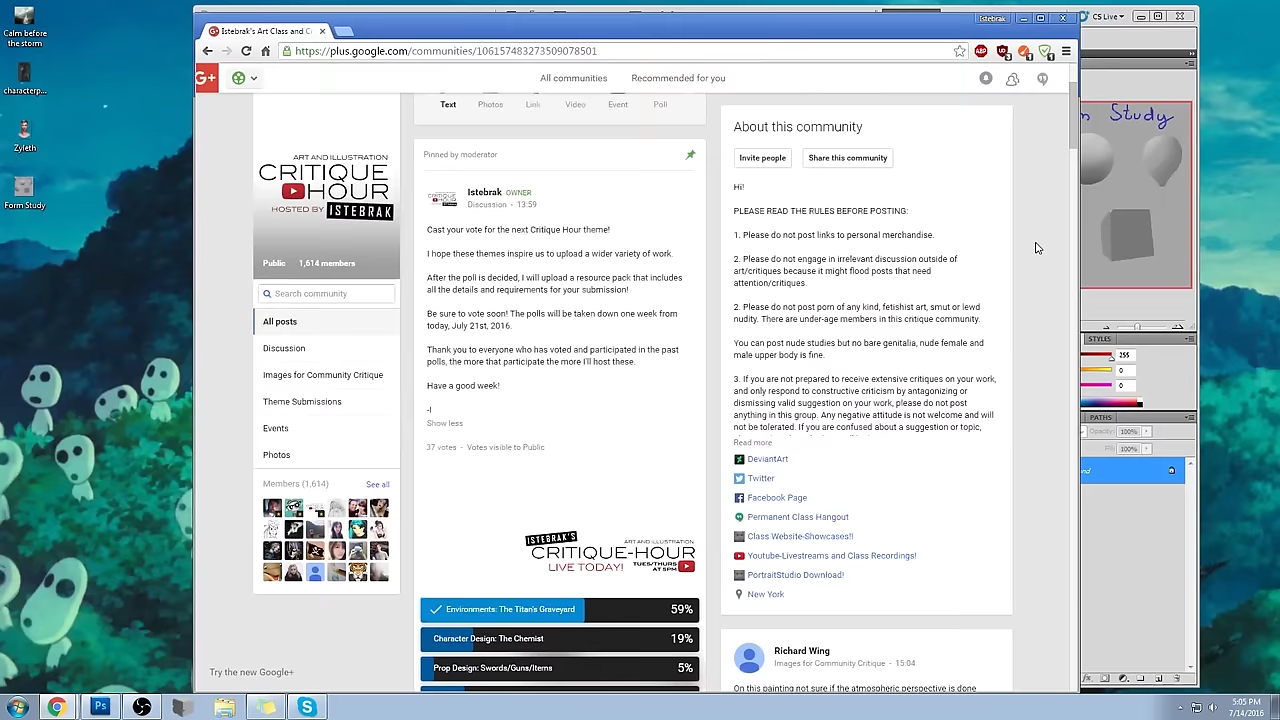 Calm before
the storm
characterp...
Zyleth
Form Study
Istebrak
CS Live
Istebrak's Art Class and C
https://plus.google.com/communities/106157483273509078501
G+
All communities
Recommended for you
Text
Photos
Link
Video
Event
Poll
ART AND ILLUSTRATION
CRITIQUE
HOUR
HOSTED BY ISTEBRAK
Public
1,614 members
Search community
All posts
Discussion
Images for Community Critique
Theme Submissions
Events
Photos
Members (1,614)
See all
Try the new Google+
Pinned by moderator
Istebrak OWNER
Discussion - 13:59
Cast your vote for the next Critique Hour theme!
I hope these themes inspire us to upload a wider variety of work.
After the poll is decided, I will upload a resource pack that includes
all the details and requirements for your submission!
Be sure to vote soon! The polls will be taken down one week from
today, July 21st, 2016.
Thank you to everyone who has voted and participated in the past
polls, the more that participate the more I'll host these.
Have a good week!
-I
Show less
37 votes - Votes visible to Public
ISTEBRAK'S
ART AND ILLUSTRATION
CRITIQUE-HOUR
LIVE TODAY!
TUES/THURS
AT 5PM
Environments: The Titan's Graveyard
59%
Character Design: The Chemist
19%
Prop Design: Swords/Guns/Items
5%
About this community
Invite people
Share this community
Hi!
PLEASE READ THE RULES BEFORE POSTING:
1. Please do not post links to personal merchandise.
2. Please do not engage in irrelevant discussion outside of
art/critiques because it might flood posts that need
attention/critiques.
2. Please do not post porn of any kind, fetishist art, smut or lewd
nudity. There are under-age members in this critique community.
You can post nude studies but no bare genitalia, nude female and
male upper body is fine.
3. If you are not prepared to receive extensive critiques on your work,
and only respond to constructive criticism by antagonizing or
dismissing valid suggestion on your work, please do not post
anything in this group. Any negative attitude is not welcome and will
not be tolerated. If you are confused about a suggestion or topic,
Read more
DeviantArt
Twitter
Facebook Page
Permanent Class Hangout
Class Website-Showcases!!
Youtube-Livestreams and Class Recordings!
PortraitStudio Download!
New York
Richard Wing
Images for Community Critique - 15:04
On this painting not sure if the atmospheric perspective is done
Study
STYLES
255
0
0
PATHS
Opacity:
100%
Fill:
100%
5:05 PM
7/14/2016